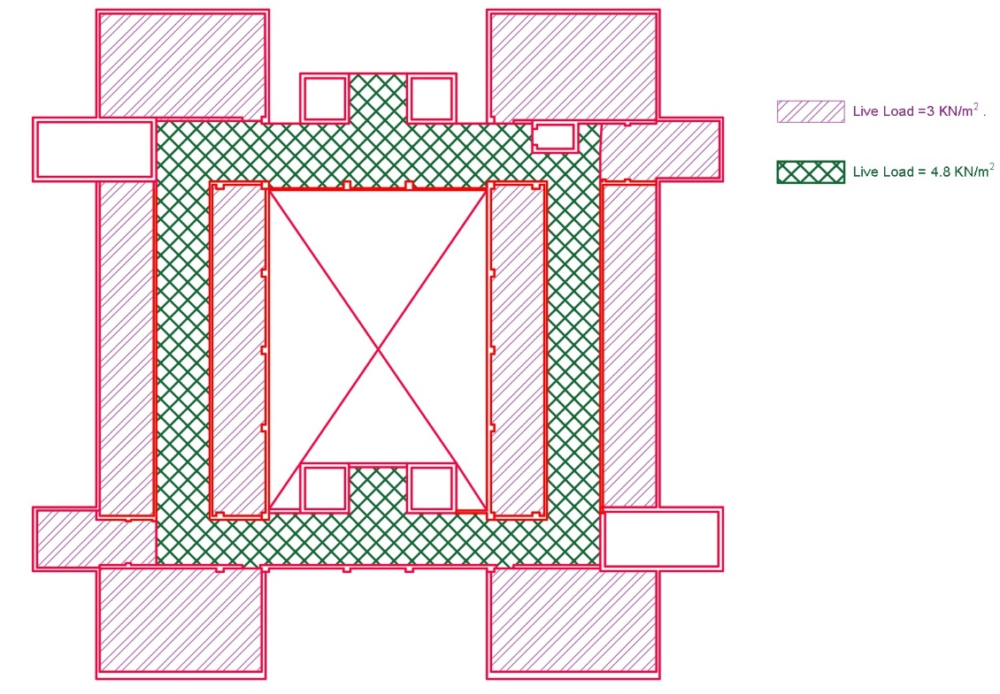 Live Load =3 KN/m² .
Live Load = 4.8 KN/m²